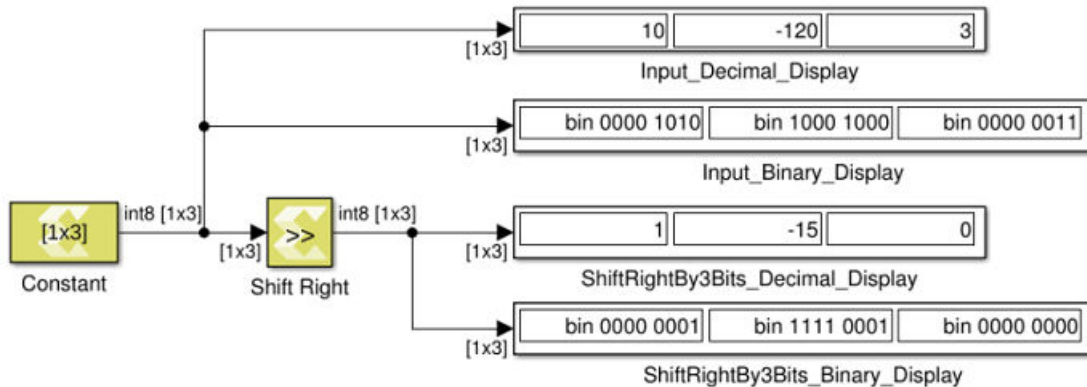 10 -120 3
[1x3]
Input_Decimal_Display
bin 0000 1010 bin 1000 1000 bin 0000 0011
[1x3]
Input_Binary_Display
int8 [1x3] int8 [1x3]
[1x3] >> 1 -15 0
[1x3] [1x3]
Constant Shift Right ShiftRightBy3Bits_Decimal_Display
bin 0000 0001 bin 1111 0001 bin 0000 0000
[1x3]
ShiftRightBy3Bits_Binary_Display